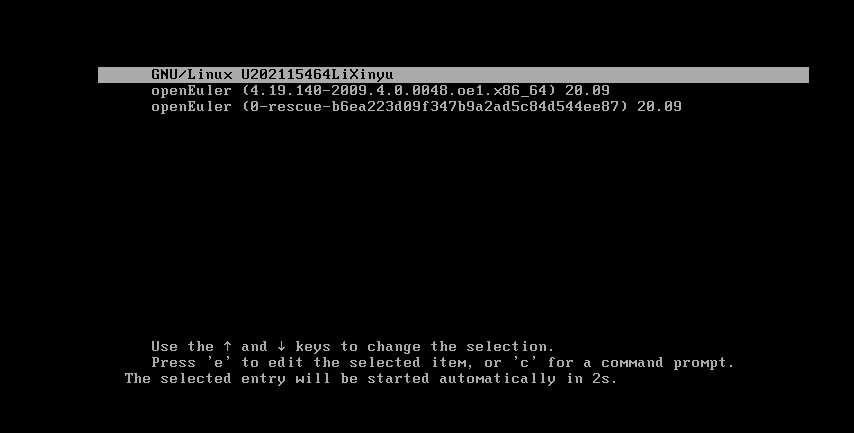 GNU/Linux U202115464LiXinyu
openEuler (4.19.140-2009.4.0.0048.oe1.x86_64) 20.09
openEuler (0-rescue-b6ea223d09f347b9a2ad5c84d544ee87) 20.09
Use the ↑ and ↓ keys to change the selection.
Press 'e' to edit the selected item, or 'c' for a command prompt.
The selected entry will be started automatically in 2s.